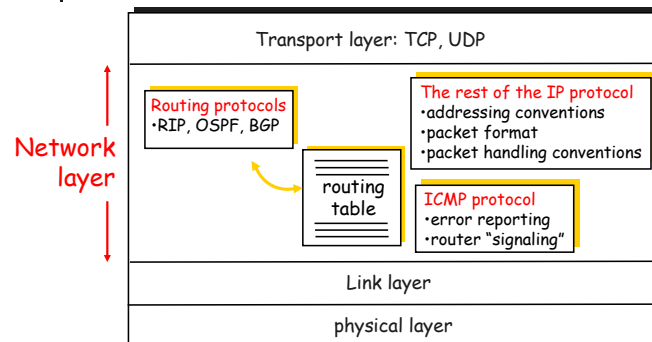 Transport layer: TCP, UDP
Network
layer
Routing protocols
•RIP, OSPF, BGP
routing
table
The rest of the IP protocol
•addressing conventions
•packet format
•packet handling conventions
ICMP protocol
•error reporting
•router “signaling”
Link layer
physical layer